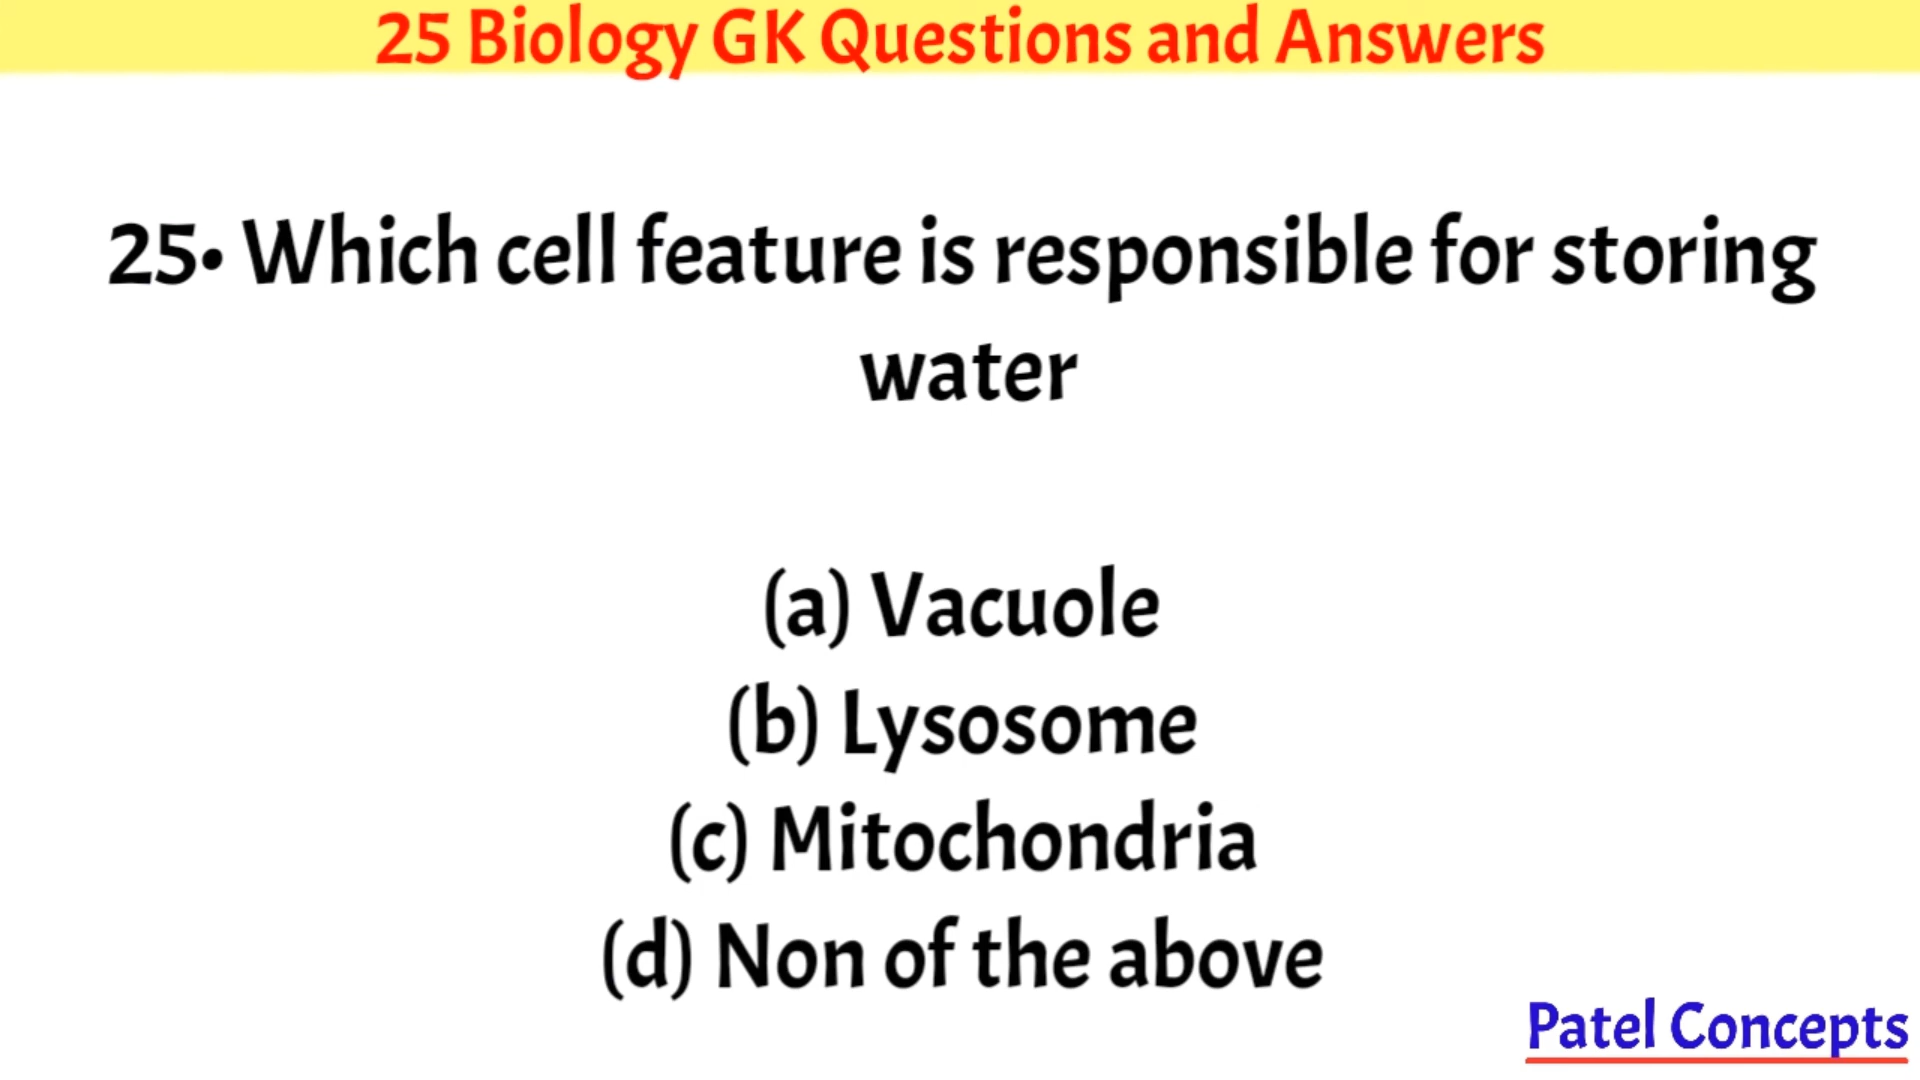 25 Biology GK Questions and Answers
25• Which cell feature is responsible for storing
water
(a) Vacuole
(b) Lysosome
(c) Mitochondria
(d) Non of the above
Patel Concepts